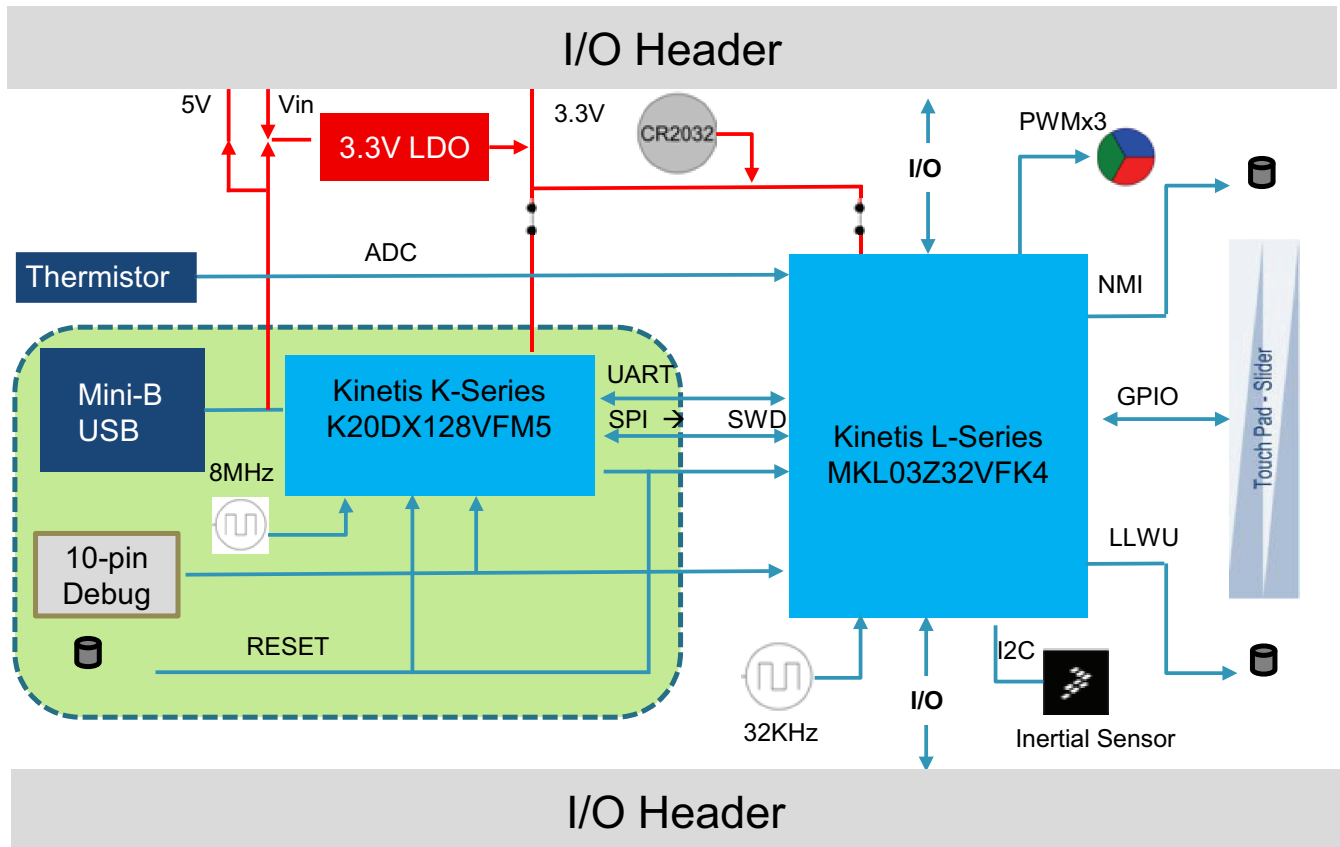 I/O Header
5V
Vin
3.3V
3.3V LDO
CR2032
PWMx3
I/O
ADC
Thermistor
NMI
Mini-B
USB
Kinetis K-Series
K20DX128VFM5
UART
SPI → SWD
Kinetis L-Series
MKL03Z32VFK4
GPIO
Touch Pad - Slider
8MHz
10-pin
Debug
LLWU
RESET
I2C
I/O
32KHz
Inertial Sensor
I/O Header